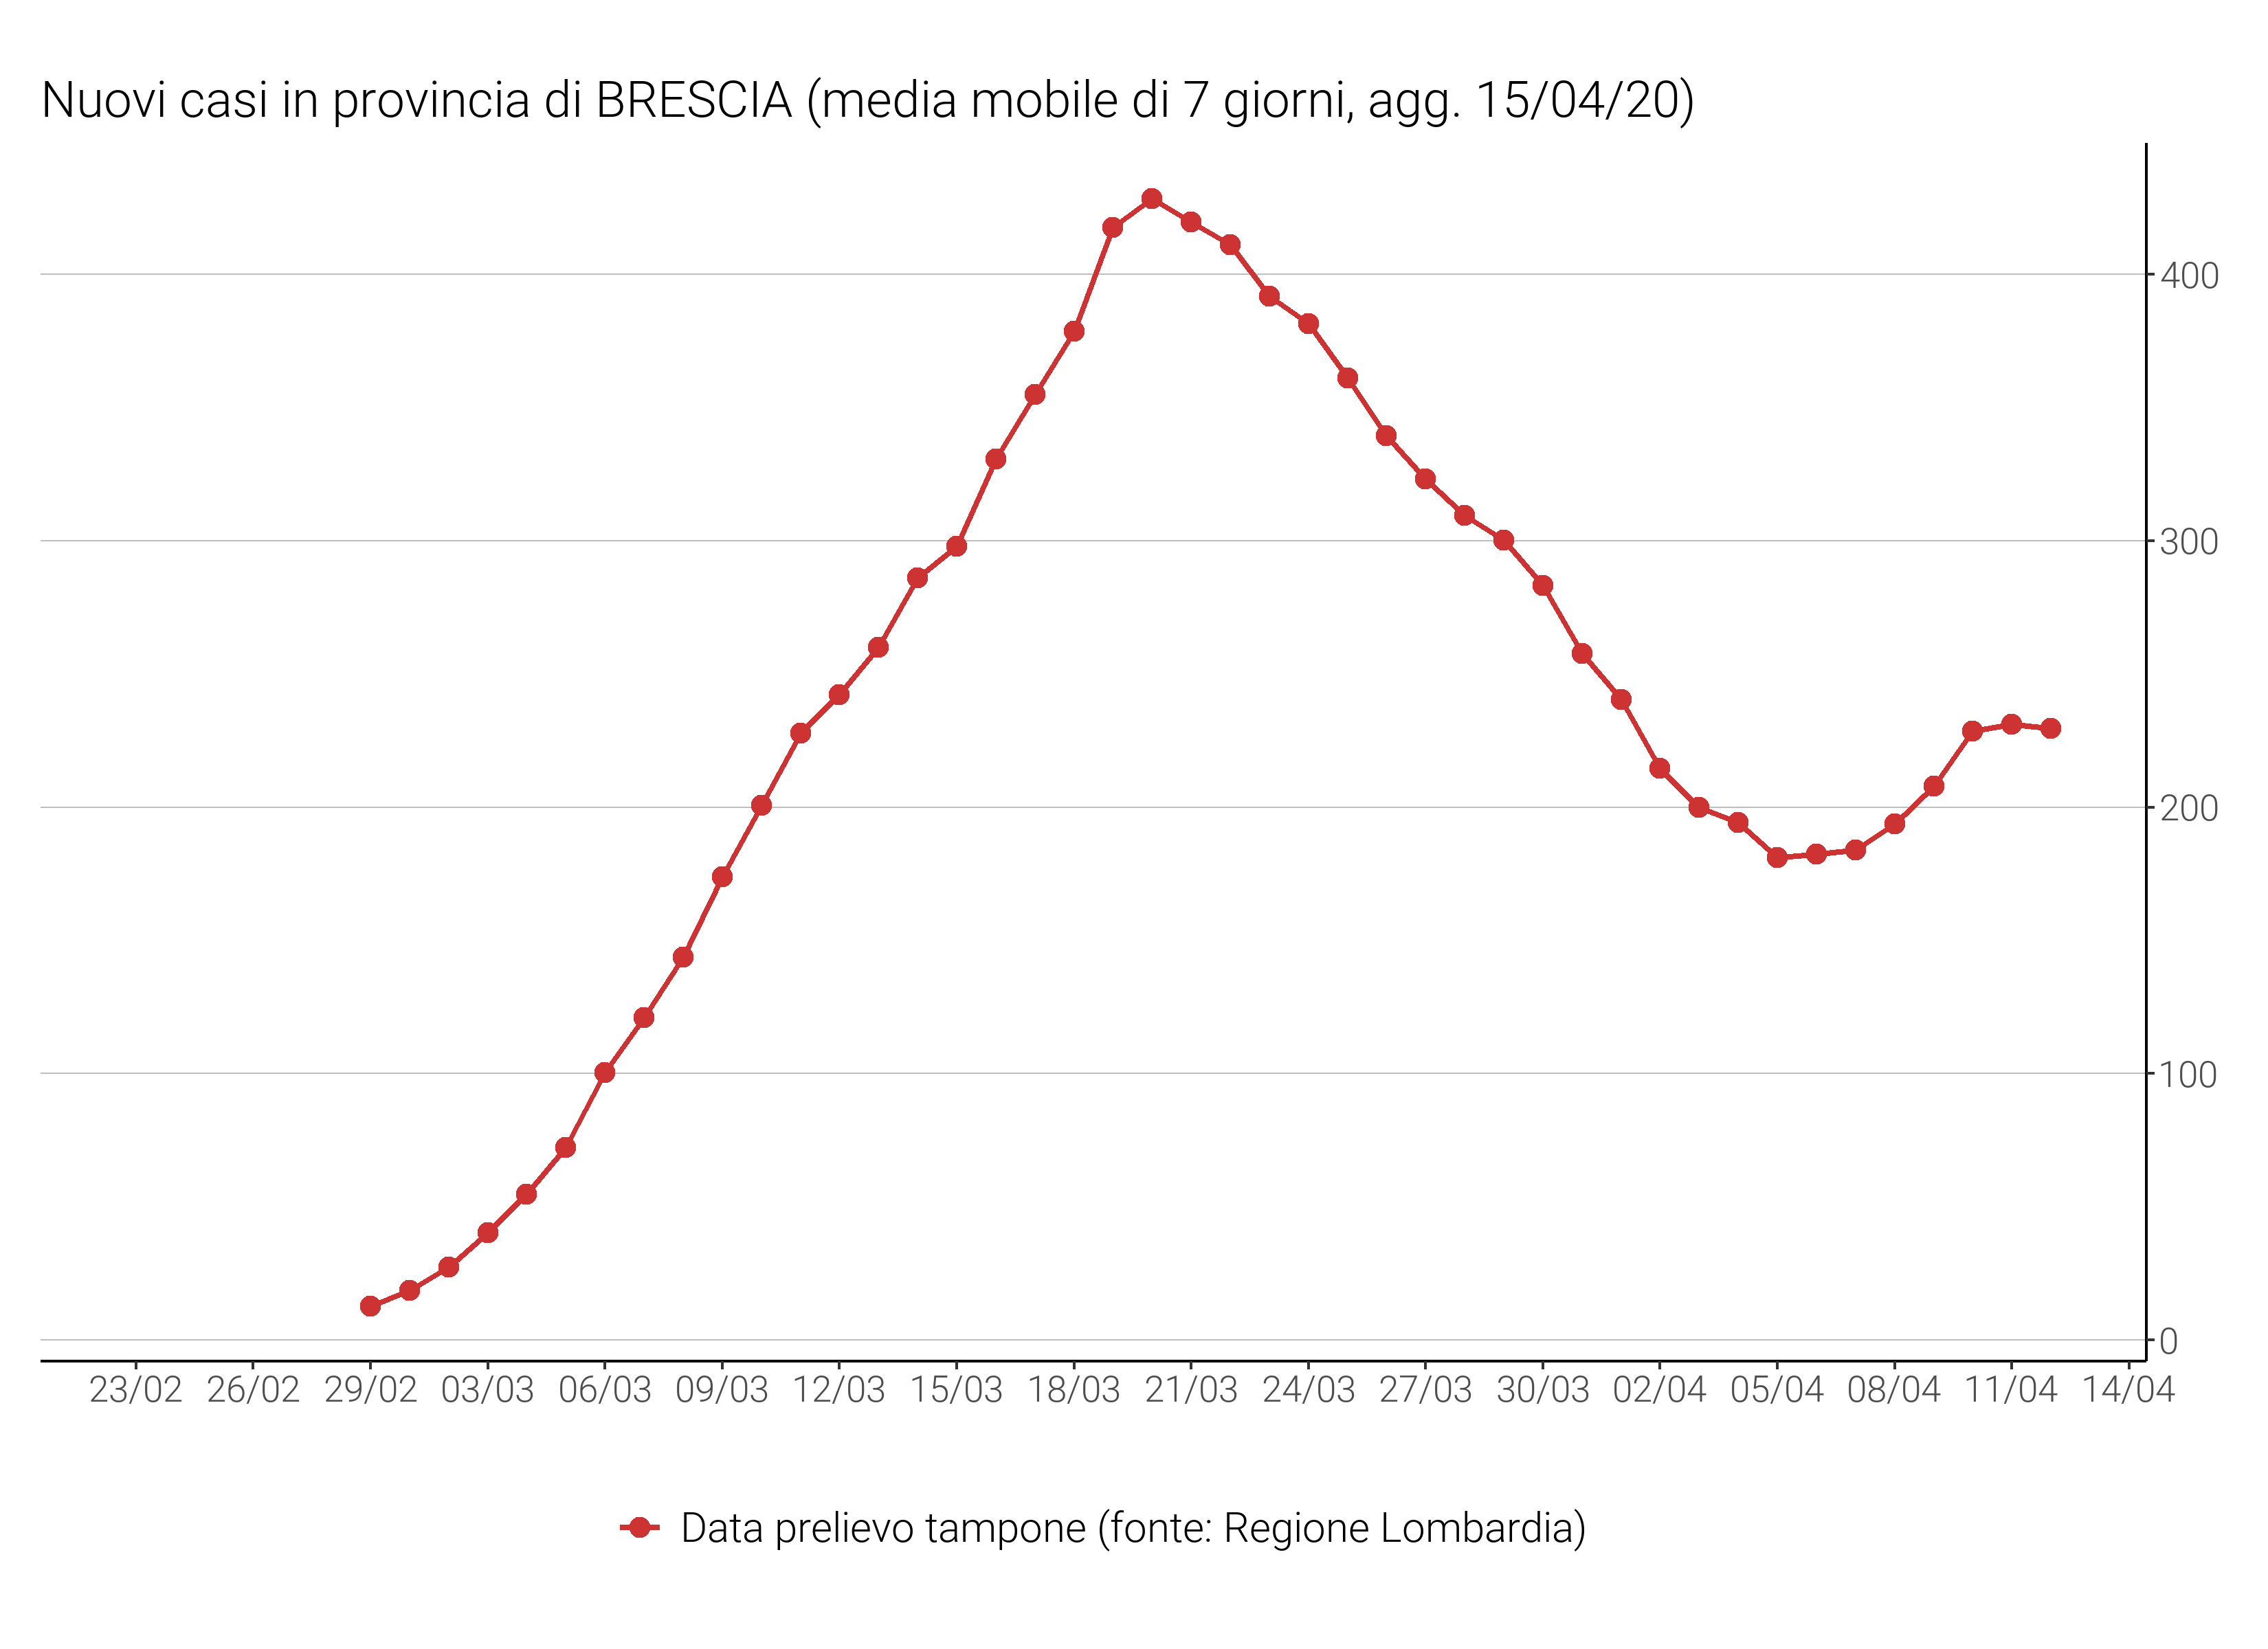 Nuovi casi in provincia di BRESCIA (media mobile di 7 giorni, agg. 15/04/20)
400
300
200
100
0
23/02 26/02 29/02 03/03 06/03 09/03 12/03 15/03 18/03 21/03 24/03 27/03 30/03 02/04 05/04 08/04 11/04 14/04
Data prelievo tampone (fonte: Regione Lombardia)